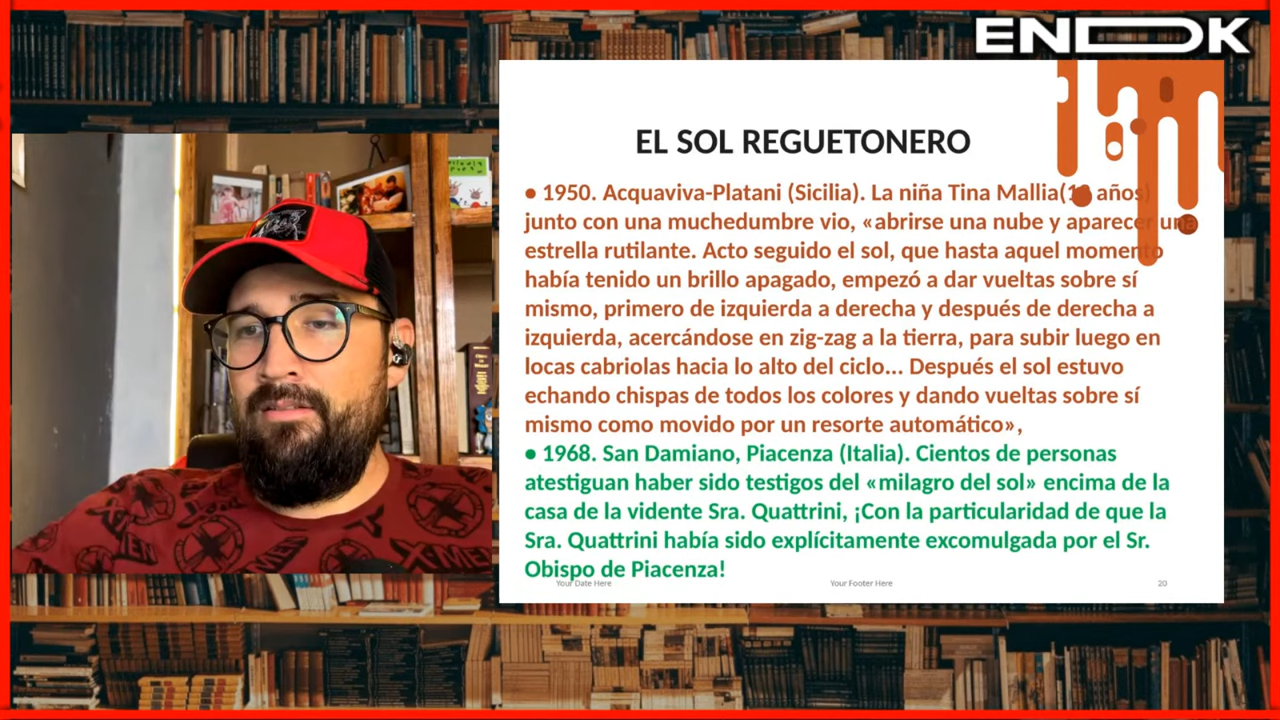 ENDK
EL SOL REGUETONERO
• 1950. Acquaviva-Platani (Sicilia). La niña Tina Mallia(1 años)
junto con una muchedumbre vio, «abrirse una nube y aparecer una
estrella rutilante. Acto seguido el sol, que hasta aquel momento
había tenido un brillo apagado, empezó a dar vueltas sobre sí
mismo, primero de izquierda a derecha y después de derecha a
izquierda, acercándose en zig-zag a la tierra, para subir luego en
locas cabriolas hacia lo alto del ciclo... Después el sol estuvo
echando chispas de todos los colores y dando vueltas sobre sí
mismo como movido por un resorte automático»,
• 1968. San Damiano, Piacenza (Italia). Cientos de personas
atestiguan haber sido testigos del «milagro del sol» encima de la
casa de la vidente Sra. Quattrini, ¡Con la particularidad de que la
Sra. Quattrini había sido explícitamente excomulgada por el Sr.
Obispo de Piacenza!
Your Date Here
Your Footer Here
20
X-MEN